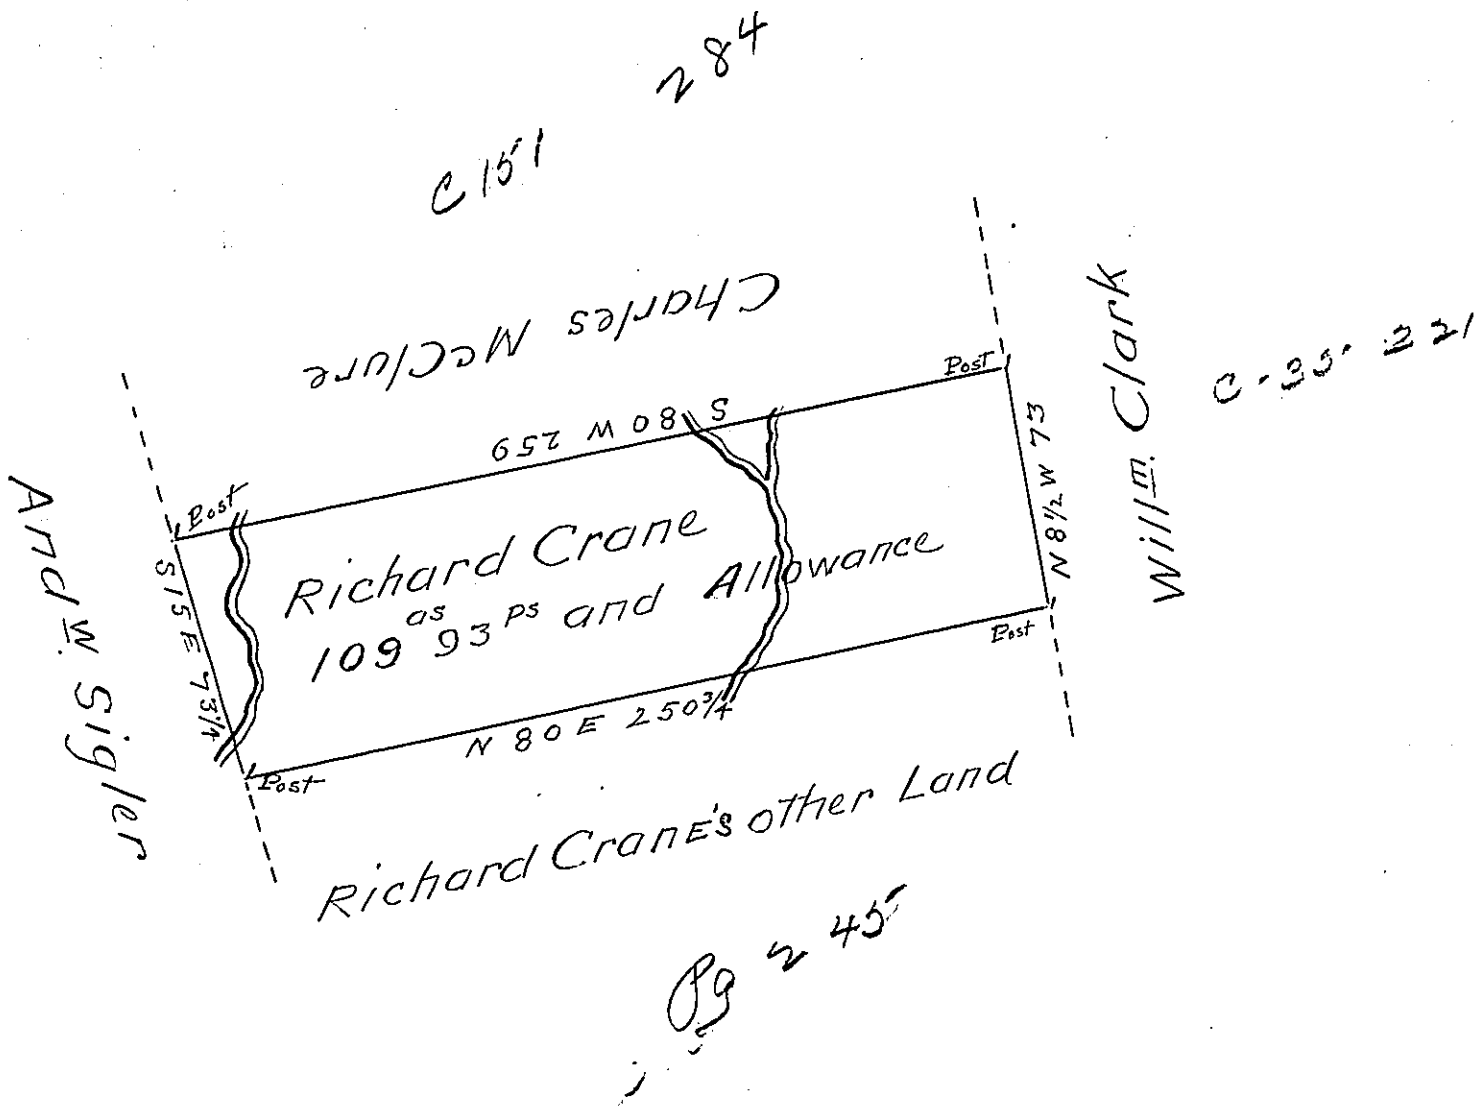 284
C 151
Charles McClure
Post
S 80 W 259
Post
Willm. Clark
C-35-221
N 8 1/2 W 73
Andw. Sigler
S 15 E 73 1/4
Richard Crane
109 as 93 ps and Allowance
Post
N 80 E 250 3/4
Post
Richard CranE's other Land
Pg 245